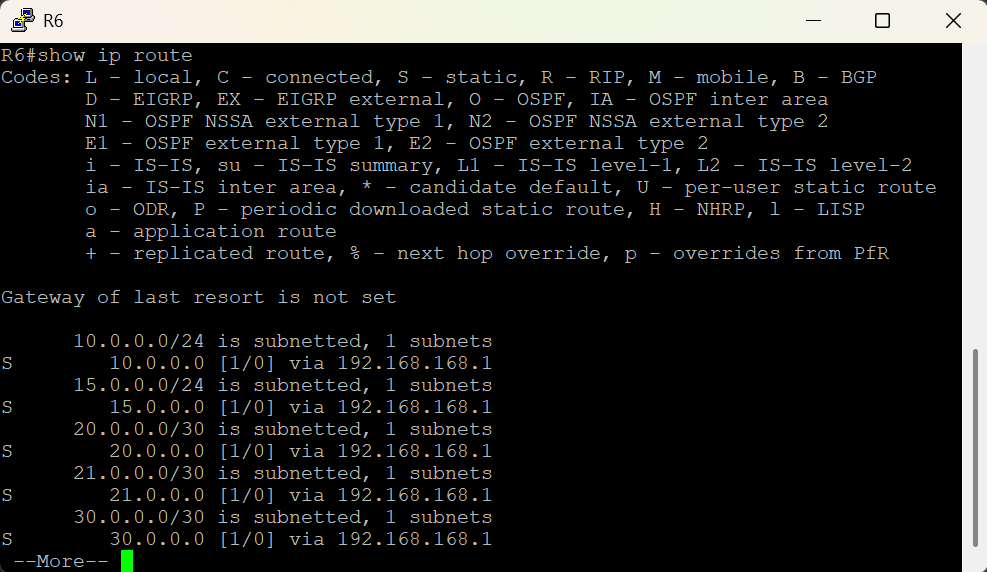 R6
R6#show ip route
Codes: L - local, C - connected, S - static, R - RIP, M - mobile, B - BGP
       D - EIGRP, EX - EIGRP external, O - OSPF, IA - OSPF inter area
       N1 - OSPF NSSA external type 1, N2 - OSPF NSSA external type 2
       E1 - OSPF external type 1, E2 - OSPF external type 2
       i - IS-IS, su - IS-IS summary, L1 - IS-IS level-1, L2 - IS-IS level-2
       ia - IS-IS inter area, * - candidate default, U - per-user static route
       o - ODR, P - periodic downloaded static route, H - NHRP, l - LISP
       a - application route
       + - replicated route, % - next hop override, p - overrides from PfR

Gateway of last resort is not set

      10.0.0.0/24 is subnetted, 1 subnets
S        10.0.0.0 [1/0] via 192.168.168.1
      15.0.0.0/24 is subnetted, 1 subnets
S        15.0.0.0 [1/0] via 192.168.168.1
      20.0.0.0/30 is subnetted, 1 subnets
S        20.0.0.0 [1/0] via 192.168.168.1
      21.0.0.0/30 is subnetted, 1 subnets
S        21.0.0.0 [1/0] via 192.168.168.1
      30.0.0.0/30 is subnetted, 1 subnets
S        30.0.0.0 [1/0] via 192.168.168.1
 --More--